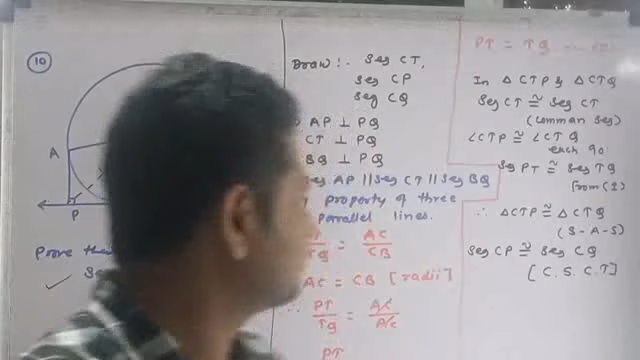 10
A
P
Prove tha
✓ S
Draw :- Seg CT,
Seg CP
Seg CQ
AP ⊥ PQ
CT ⊥ PQ
BQ ⊥ PQ
Seg AP || Seg CT || Seg BQ
property of three
parallel lines.
TQ = AC/CB
AC = CB [radii]
∴ PT/TQ = AC/AC
PT
PT = TQ
In △CTP & △CTQ
Seg CT ≅ Seg CT
(Comman Seg)
∠CTP ≅ ∠CTQ
each 90
Seg PT ≅ Seg TQ
from (2)
∴ △CTP ≅ △CTQ
(S-A-S)
Seg CP ≅ Seg CQ
[C.S.C.T]